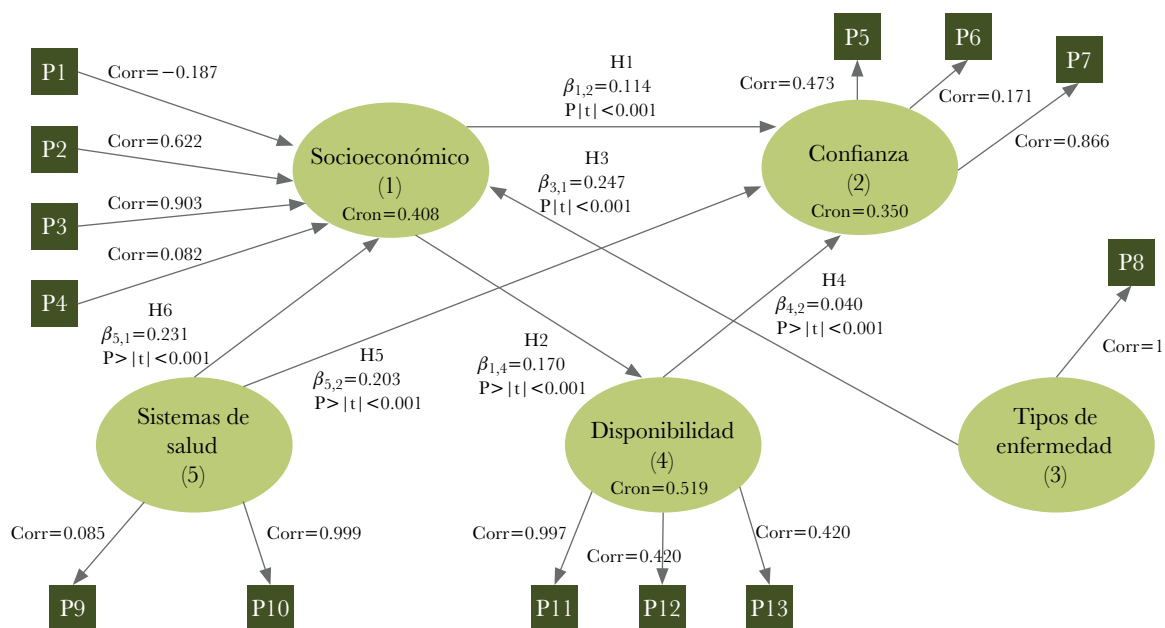 P1
Corr=−0.187
P2
Corr=0.622
P3
Corr=0.903
P4
Corr=0.082
Socioeconómico
(1)
Cron=0.408
H1
β1,2=0.114
P|t|<0.001
P5
P6
P7
Corr=0.473
Corr=0.171
Corr=0.866
Confianza
(2)
Cron=0.350
H3
β3,1=0.247
P|t|<0.001
H6
β5,1=0.231
P>|t|<0.001
H5
β5,2=0.203
P>|t|<0.001
H2
β1,4=0.170
P>|t|<0.001
H4
β4,2=0.040
P>|t|<0.001
P8
Corr=1
Sistemas de
salud
(5)
Disponibilidad
(4)
Cron=0.519
Tipos de
enfermedad
(3)
Corr=0.085
Corr=0.999
Corr=0.997
Corr=0.420
Corr=0.420
P9
P10
P11
P12
P13